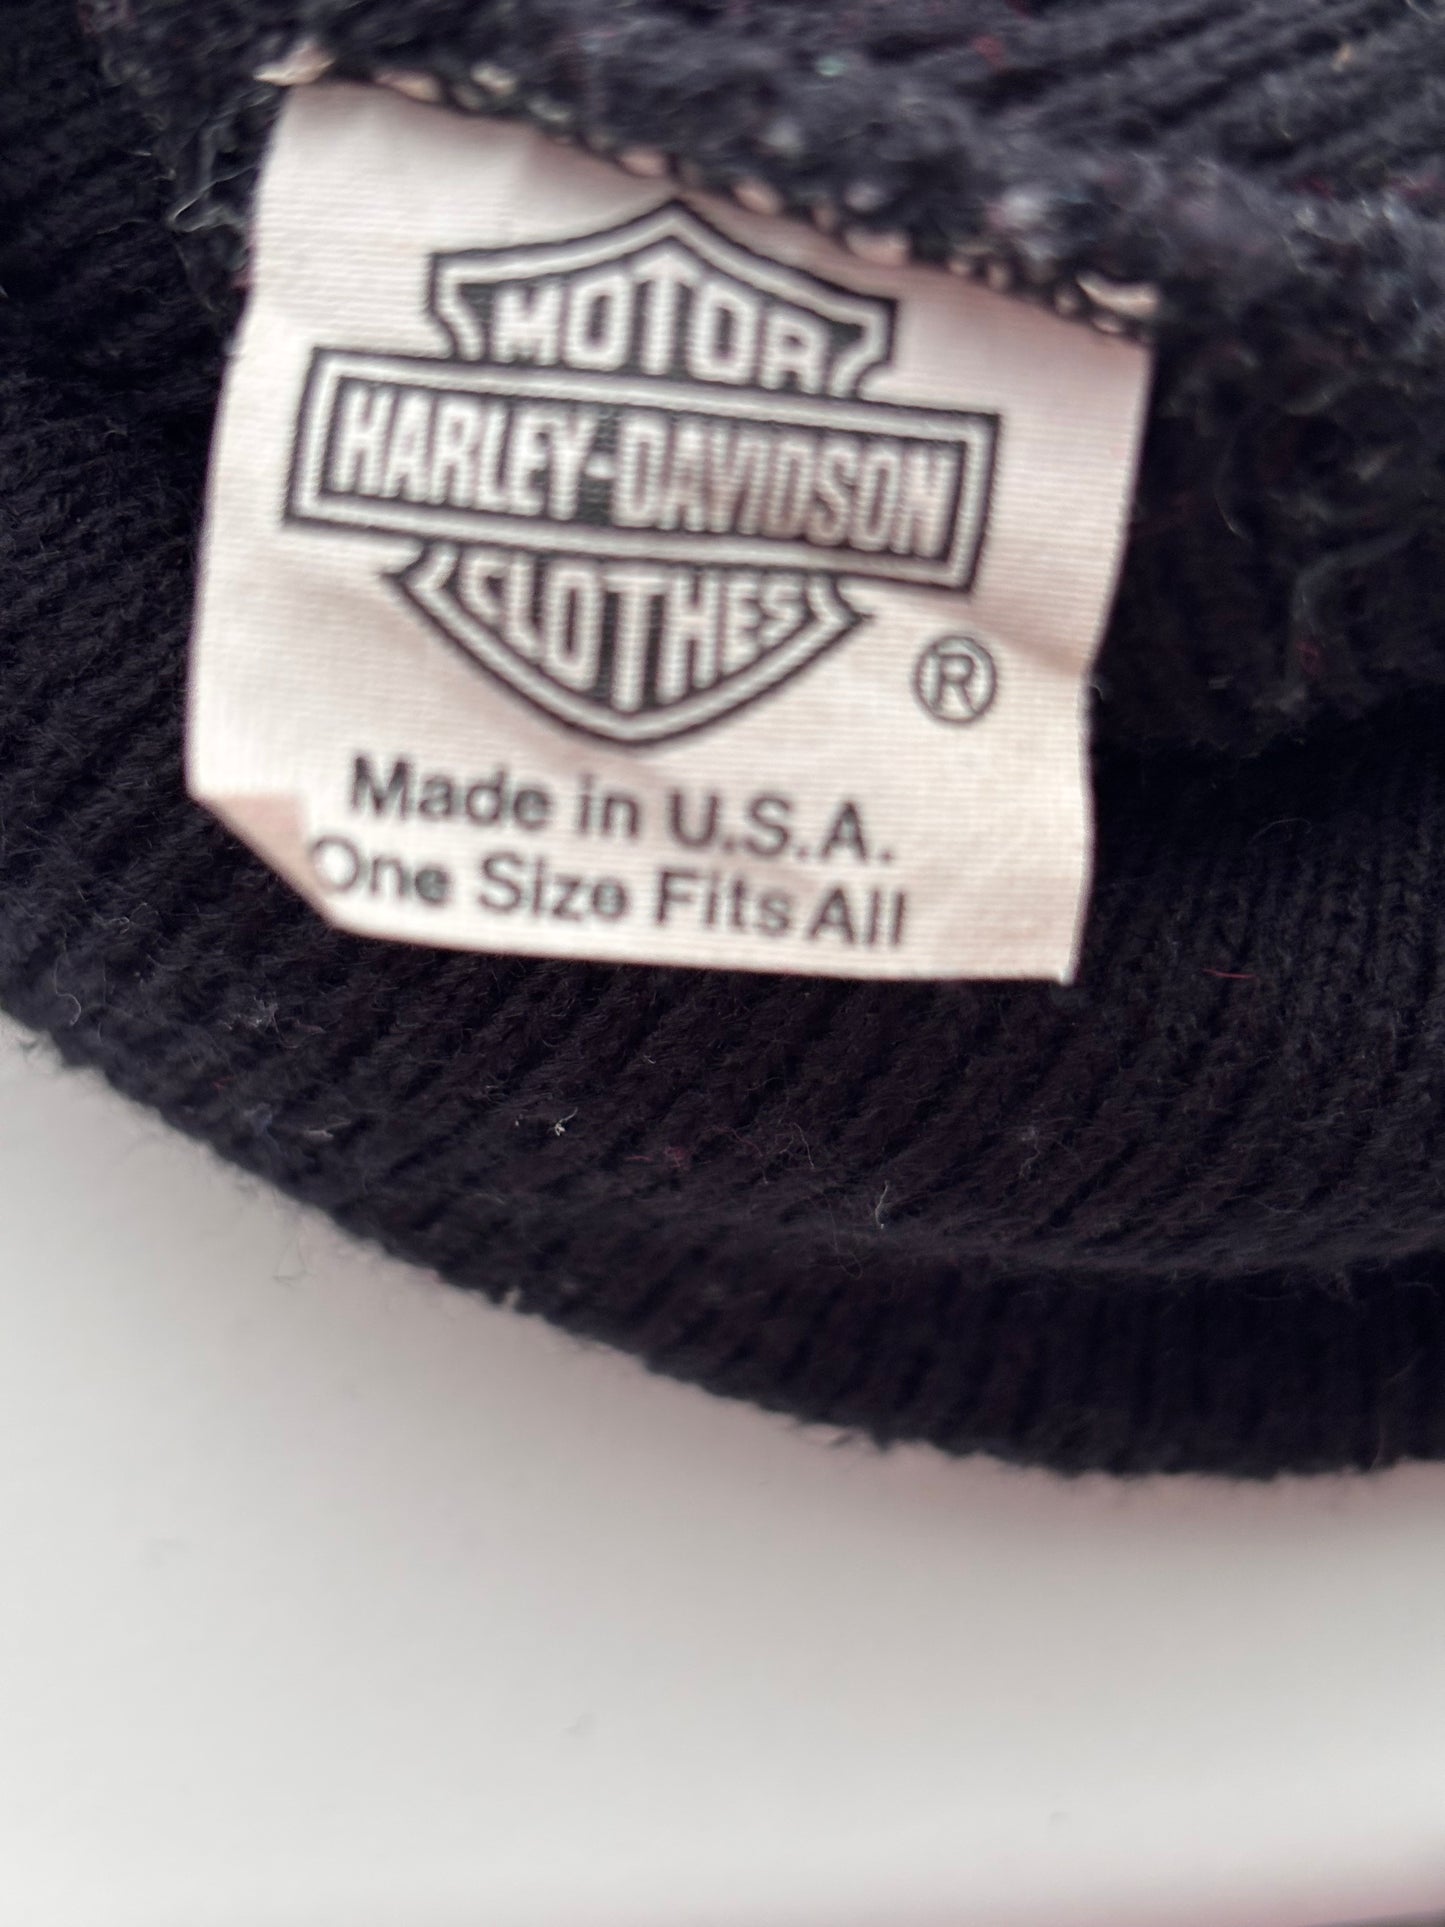 MOTOR
HARLEY-DAVIDSON
CLOTHES
®
Made in U.S.A.
One Size Fits All